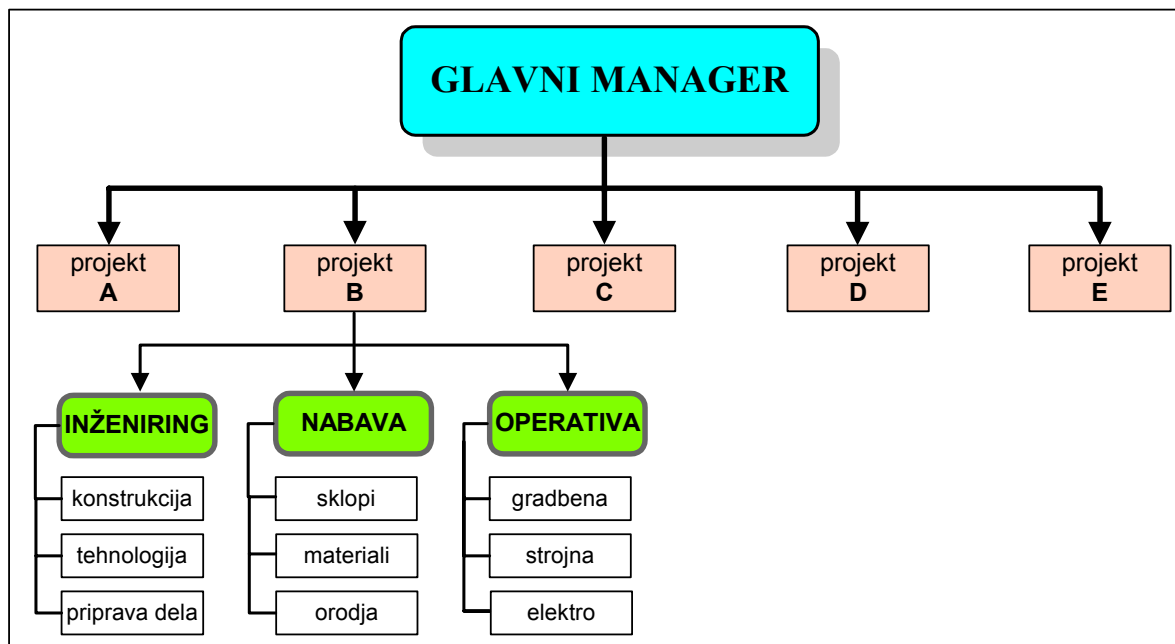 GLAVNI MANAGER
projekt
A
projekt
B
projekt
C
projekt
D
projekt
E
INŽENIRING
konstrukcija
tehnologija
priprava dela
NABAVA
sklopi
materiali
orodja
OPERATIVA
gradbena
strojna
elektro